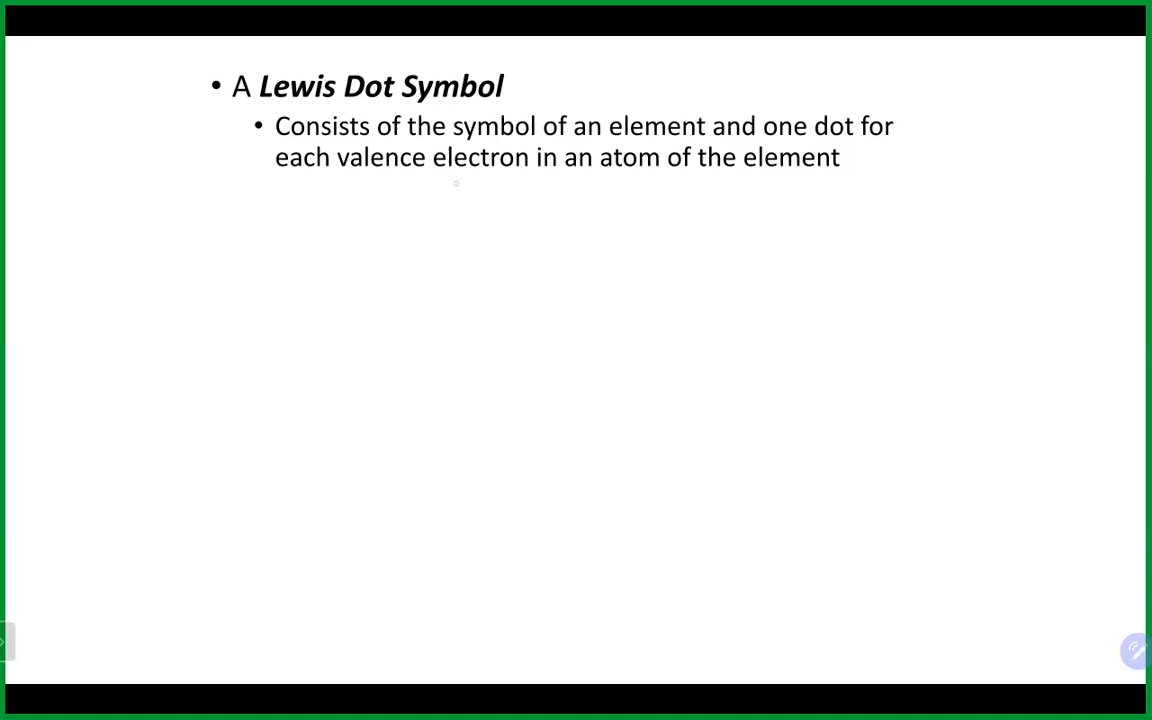 • A Lewis Dot Symbol
• Consists of the symbol of an element and one dot for
each valence electron in an atom of the element